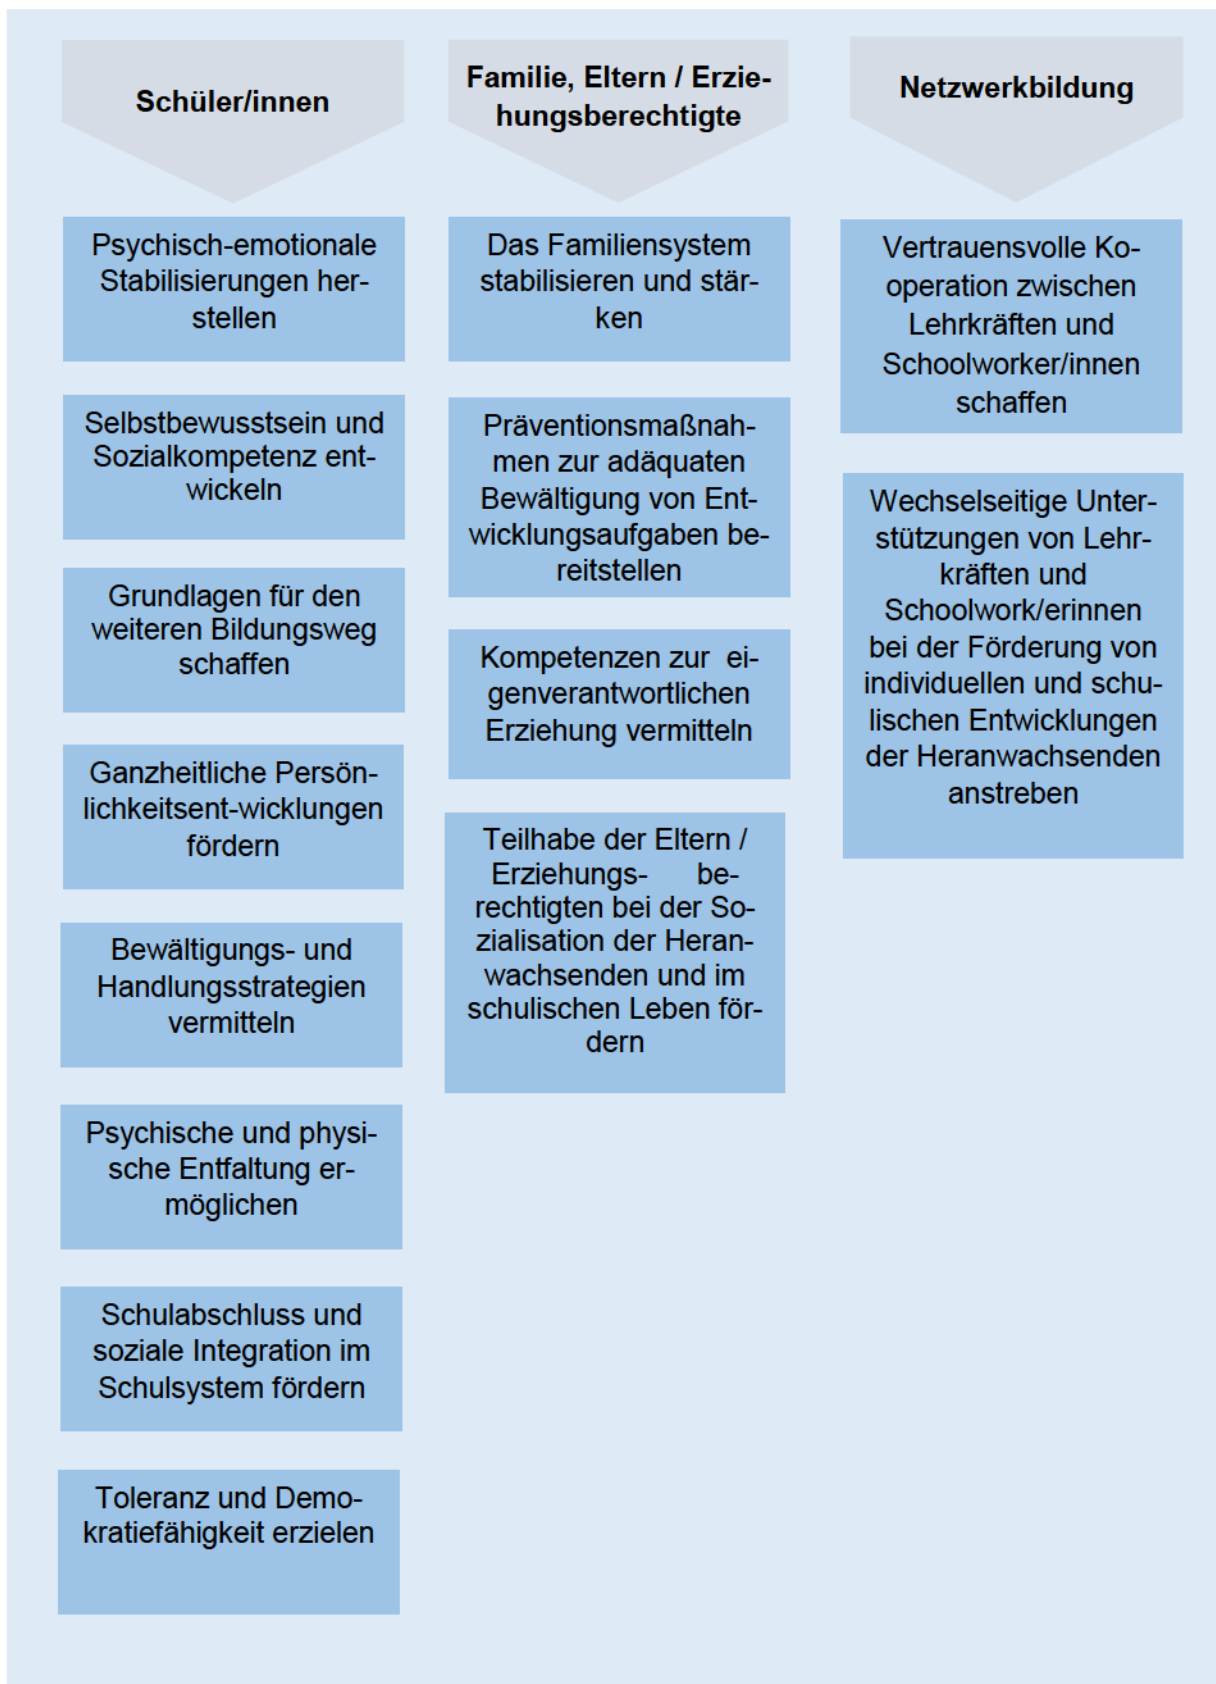 Schüler/innen
Psychisch-emotionale
Stabilisierungen her-
stellen
Selbstbewusstsein und
Sozialkompetenz ent-
wickeln
Grundlagen für den
weiteren Bildungsweg
schaffen
Ganzheitliche Persön-
lichkeitsent-wicklungen
fördern
Bewältigungs- und
Handlungsstrategien
vermitteln
Psychische und physi-
sche Entfaltung er-
möglichen
Schulabschluss und
soziale Integration im
Schulsystem fördern
Toleranz und Demo-
kratiefähigkeit erzielen
Familie, Eltern / Erzie-
hungsberechtigte
Das Familiensystem
stabilisieren und stär-
ken
Präventionsmaßnah-
men zur adäquaten
Bewältigung von Ent-
wicklungsaufgaben be-
reitstellen
Kompetenzen zur  ei-
genverantwortlichen
Erziehung vermitteln
Teilhabe der Eltern /
Erziehungs-      be-
rechtigten bei der So-
zialisation der Heran-
wachsenden und im
schulischen Leben för-
dern
Netzwerkbildung
Vertrauensvolle Ko-
operation zwischen
Lehrkräften und
Schoolworker/innen
schaffen
Wechselseitige Unter-
stützungen von Lehr-
kräften und
Schoolwork/erinnen
bei der Förderung von
individuellen und schu-
lischen Entwicklungen
der Heranwachsenden
anstreben